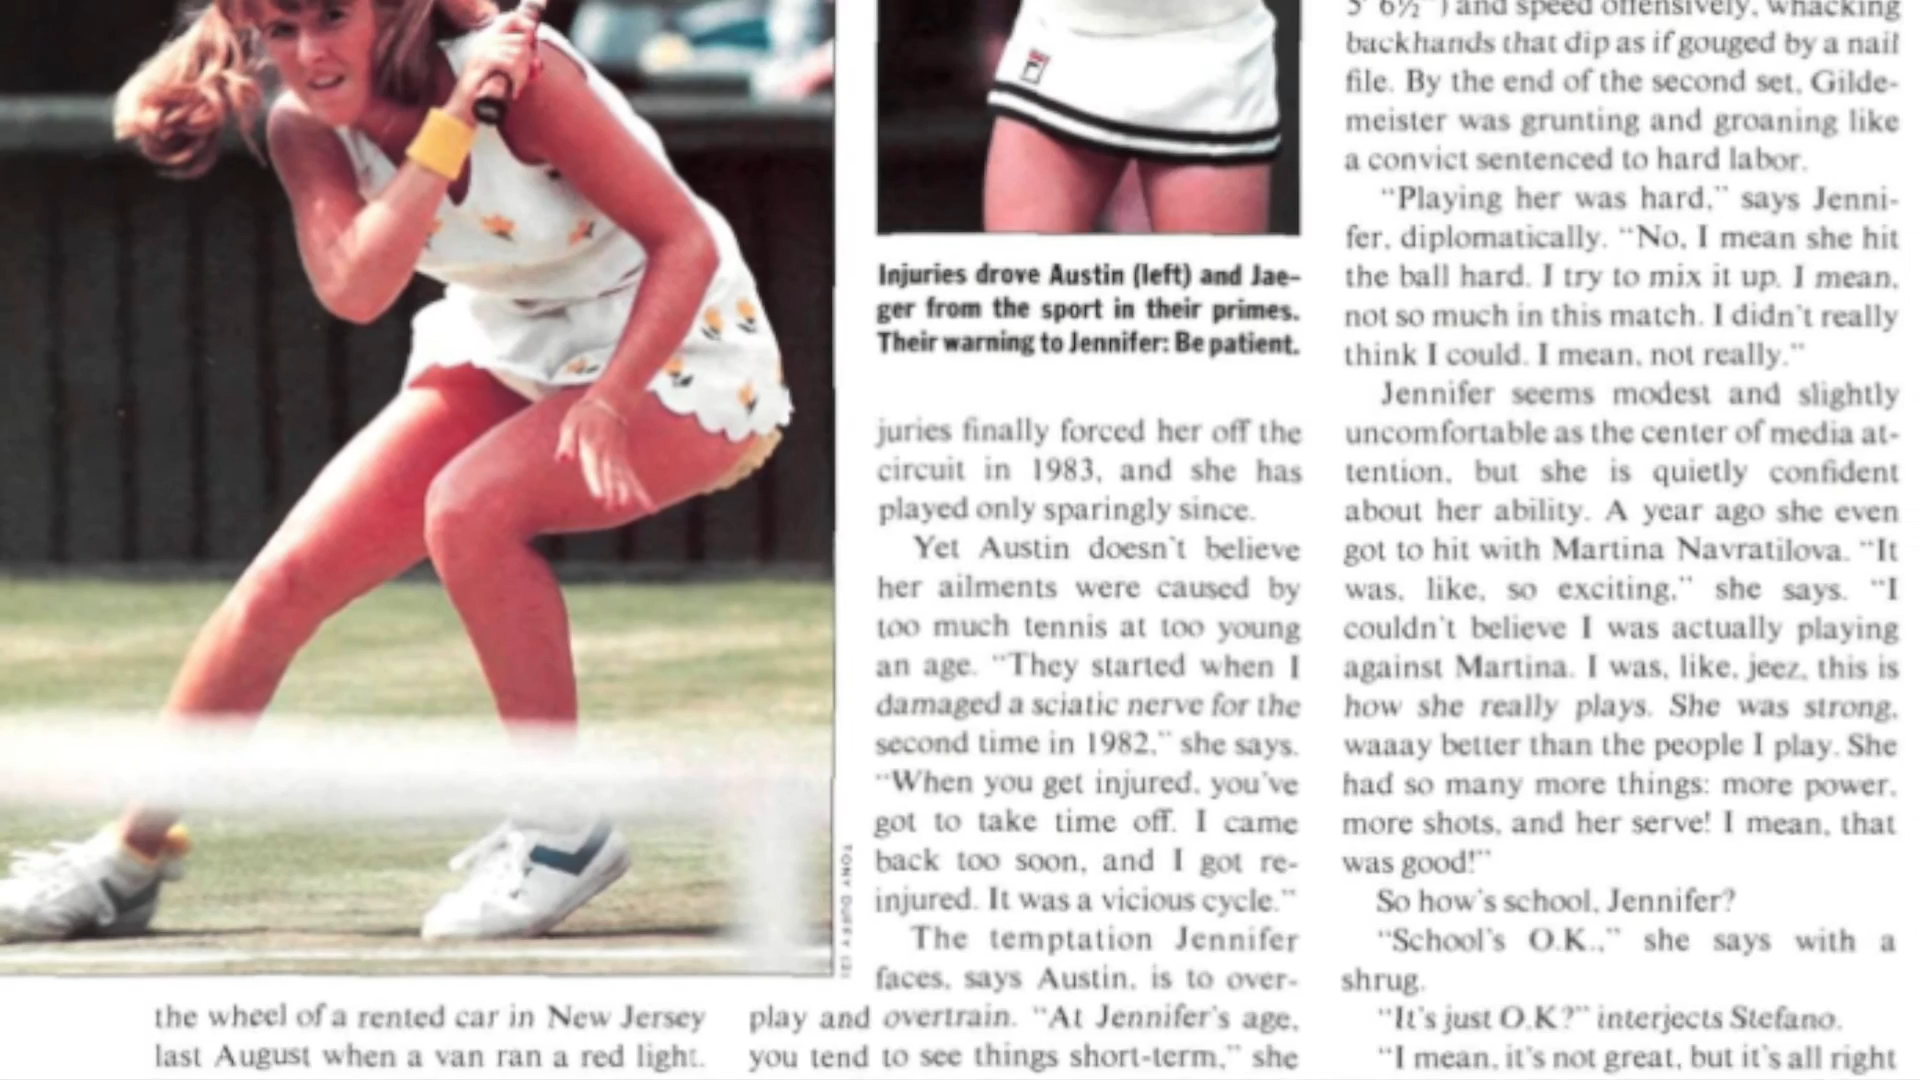 Injuries drove Austin (left) and Jae-
ger from the sport in their primes.
Their warning to Jennifer: Be patient.
TONY DUFFY (2)
the wheel of a rented car in New Jersey
last August when a van ran a red light.
juries finally forced her off the
circuit in 1983, and she has
played only sparingly since.
Yet Austin doesn't believe
her ailments were caused by
too much tennis at too young
an age. "They started when I
damaged a sciatic nerve for the
second time in 1982," she says.
"When you get injured, you've
got to take time off. I came
back too soon, and I got re-
injured. It was a vicious cycle."
The temptation Jennifer
faces, says Austin, is to over-
play and overtrain. "At Jennifer's age,
you tend to see things short-term," she
5' 6½") and speed offensively, whacking
backhands that dip as if gouged by a nail
file. By the end of the second set, Gilde-
meister was grunting and groaning like
a convict sentenced to hard labor.
"Playing her was hard," says Jenni-
fer, diplomatically. "No, I mean she hit
the ball hard. I try to mix it up. I mean,
not so much in this match. I didn't really
think I could. I mean, not really."
Jennifer seems modest and slightly
uncomfortable as the center of media at-
tention, but she is quietly confident
about her ability. A year ago she even
got to hit with Martina Navratilova. "It
was, like, so exciting," she says. "I
couldn't believe I was actually playing
against Martina. I was, like, jeez, this is
how she really plays. She was strong,
waaay better than the people I play. She
had so many more things: more power,
more shots, and her serve! I mean, that
was good!"
So how's school, Jennifer?
"School's O.K.," she says with a
shrug.
"It's just O.K?" interjects Stefano.
"I mean, it's not great, but it's all right